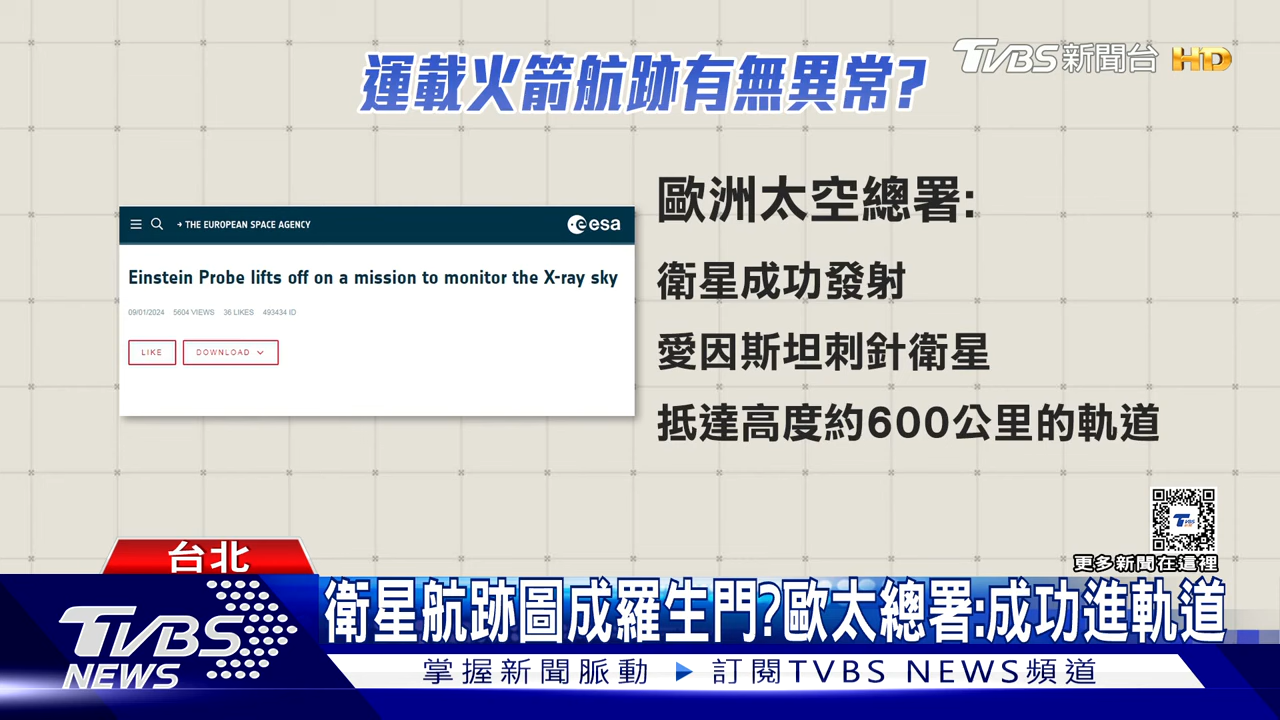 運載火箭航跡有無異常?
TVBS新聞台 HD
→ THE EUROPEAN SPACE AGENCY
esa
Einstein Probe lifts off on a mission to monitor the X-ray sky
09/01/2024 5604 VIEWS 36 LIKES 493434 ID
LIKE
DOWNLOAD
歐洲太空總署:
衛星成功發射
愛因斯坦刺針衛星
抵達高度約600公里的軌道
TVBS
更多新聞在這裡
台北
衛星航跡圖成羅生門?歐太總署:成功進軌道
TVBS
NEWS
掌握新聞脈動 ▶ 訂閱TVBS NEWS頻道